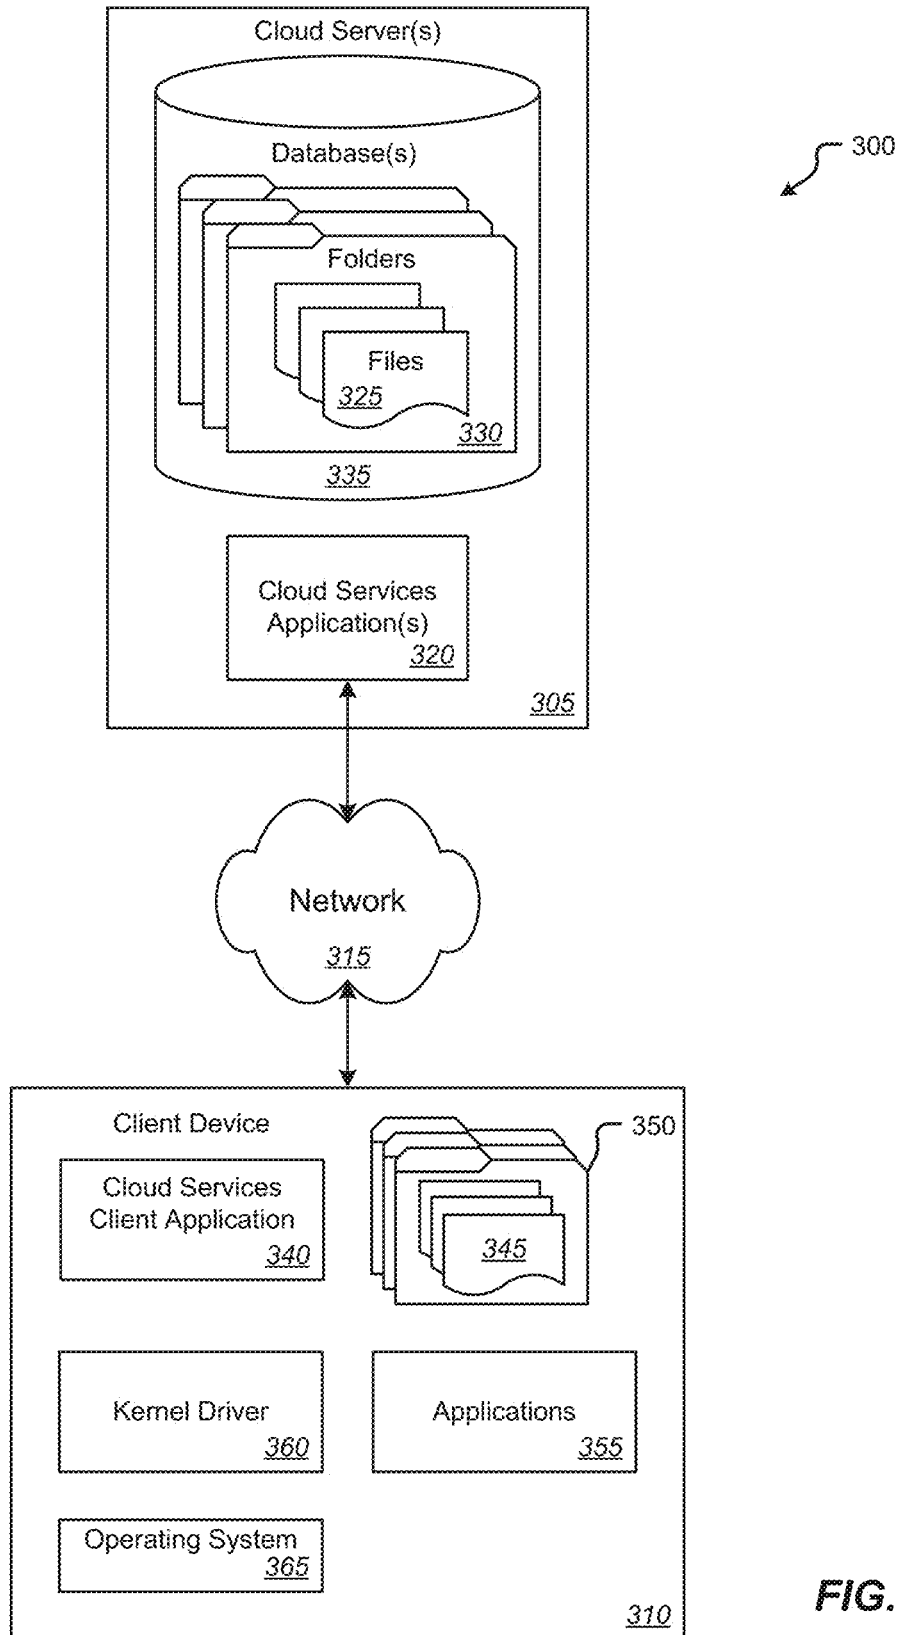 Cloud Server(s)
Database(s)
Folders
Files
325
330
335
Cloud Services
Application(s)
320
305
300
Network
315
Client Device
350
Cloud Services
Client Application
340
345
Kernel Driver
360
Applications
355
Operating System
365
310
FIG.